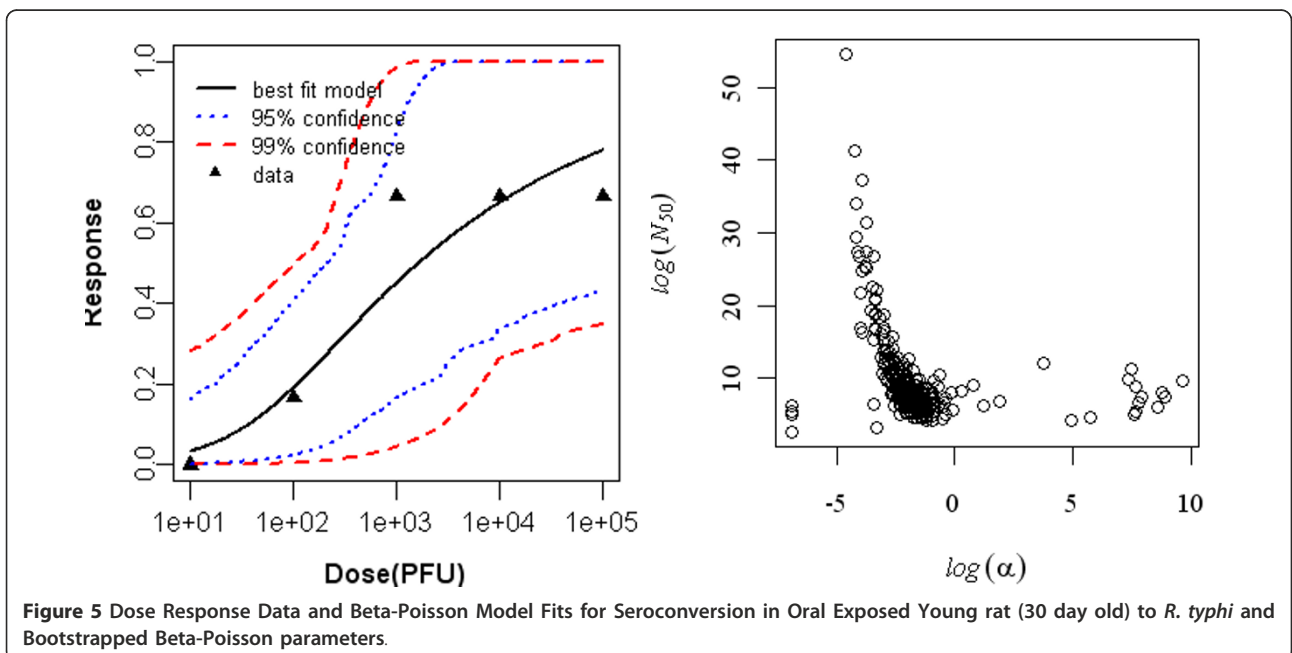 1.0
0.8
0.6
0.4
0.2
0.0
Response
best fit model
95% confidence
99% confidence
data
1e+01 1e+02 1e+03 1e+04 1e+05
Dose(PFU)
50
40
30
20
10
log(N50)
-5 0 5 10
log(α)
Figure 5 Dose Response Data and Beta-Poisson Model Fits for Seroconversion in Oral Exposed Young rat (30 day old) to R. typhi and
Bootstrapped Beta-Poisson parameters.